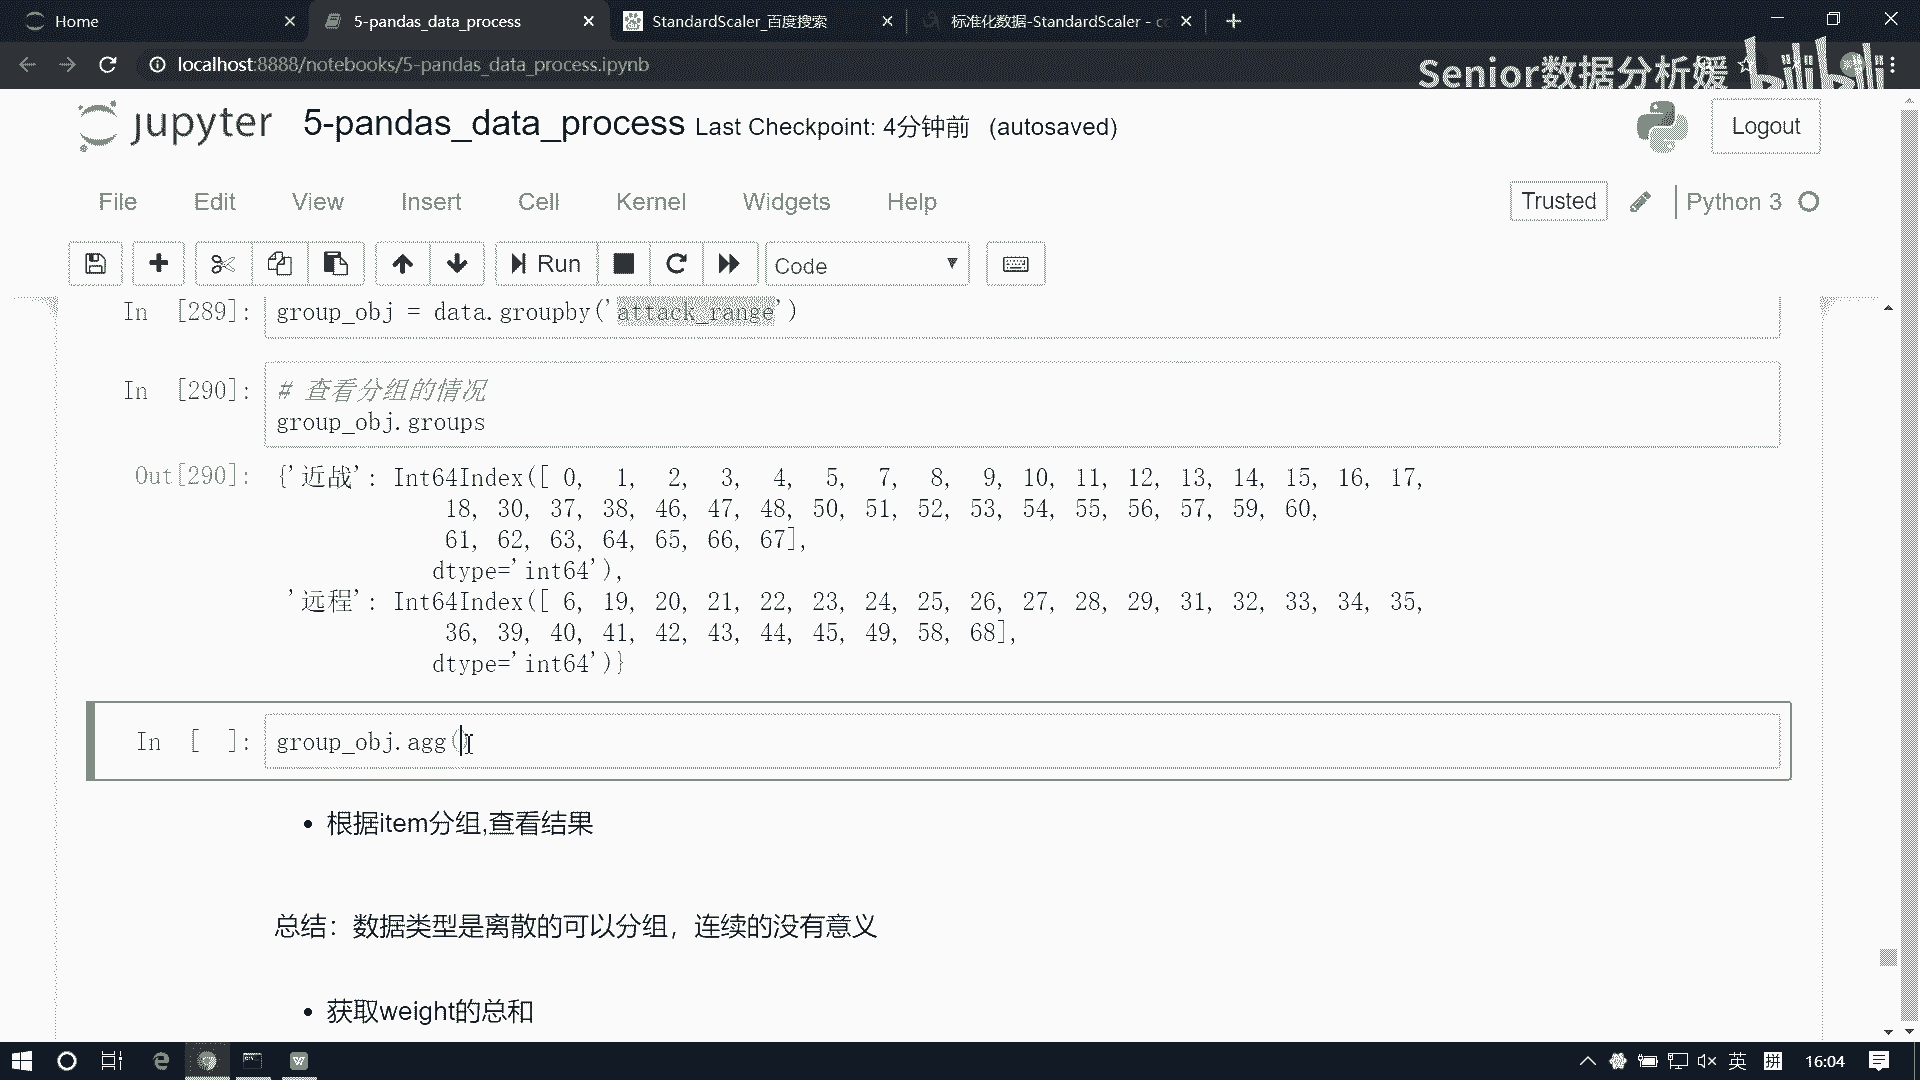 Home
5-pandas_data_process
StandardScaler_百度搜索
标准化数据-StandardScaler - c
localhost:8888/notebooks/5-pandas_data_process.ipynb
Senior数据分析媛
bilibili
jupyter 5-pandas_data_process Last Checkpoint: 4分钟前 (autosaved)
Logout
File Edit View Insert Cell Kernel Widgets Help
Trusted
Python 3
Run
Code
In [289]: group_obj = data.groupby('attack_range')
In [290]: # 查看分组的情况
group_obj.groups
Out[290]: {'近战': Int64Index([ 0, 1, 2, 3, 4, 5, 7, 8, 9, 10, 11, 12, 13, 14, 15, 16, 17,
18, 30, 37, 38, 46, 47, 48, 50, 51, 52, 53, 54, 55, 56, 57, 59, 60,
61, 62, 63, 64, 65, 66, 67],
dtype='int64'),
'远程': Int64Index([ 6, 19, 20, 21, 22, 23, 24, 25, 26, 27, 28, 29, 31, 32, 33, 34, 35,
36, 39, 40, 41, 42, 43, 44, 45, 49, 58, 68],
dtype='int64')}
In [ ]: group_obj.agg()
• 根据item分组,查看结果
总结：数据类型是离散的可以分组，连续的没有意义
• 获取weight的总和
英
拼
16:04